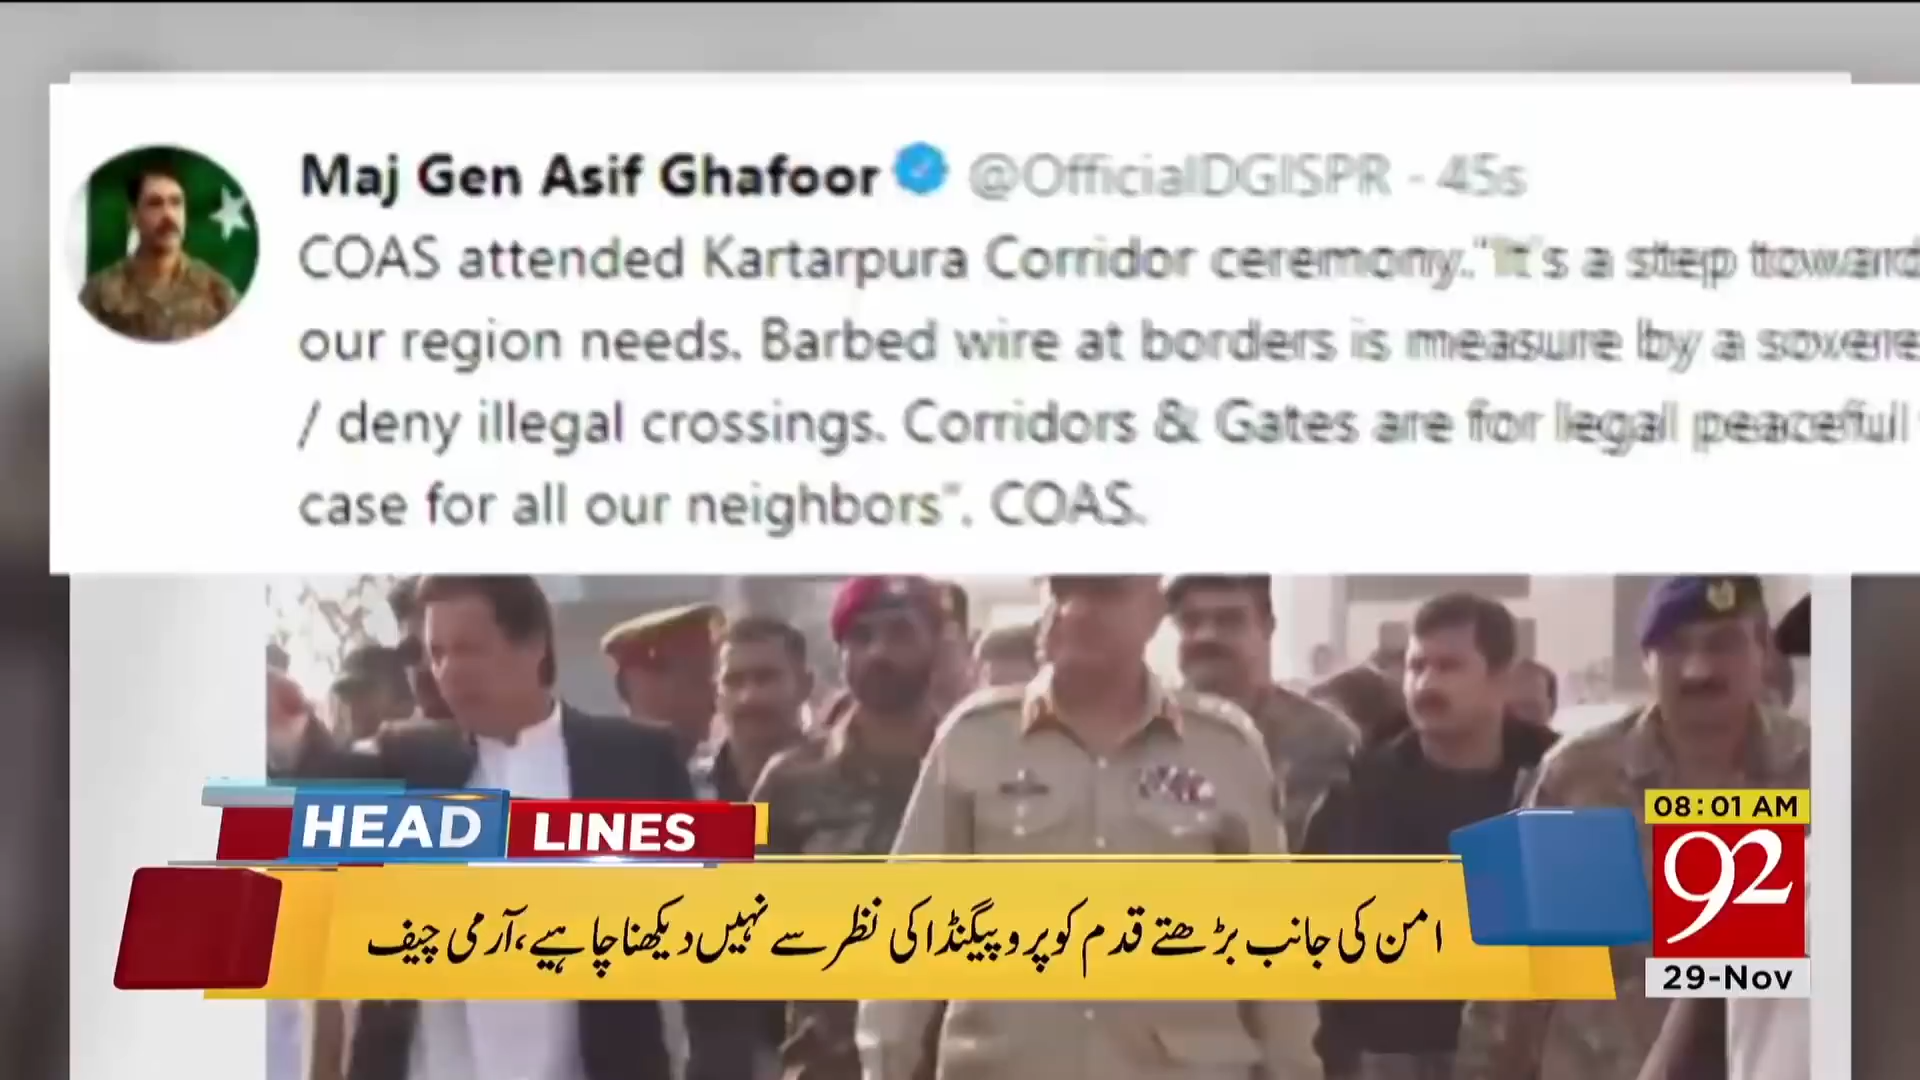 Maj Gen Asif Ghafoor @OfficialDGISPR - 45s
COAS attended Kartarpura Corridor ceremony."It's a step toward
our region needs. Barbed wire at borders is measure by a sovere
/ deny illegal crossings. Corridors & Gates are for legal peaceful
case for all our neighbors". COAS.
HEAD LINES
امن کی جانب بڑھتے قدم کو پروپیگنڈا کی نظر سے نہیں دیکھنا چاہیے، آرمی چیف
08:01 AM
92
29-Nov